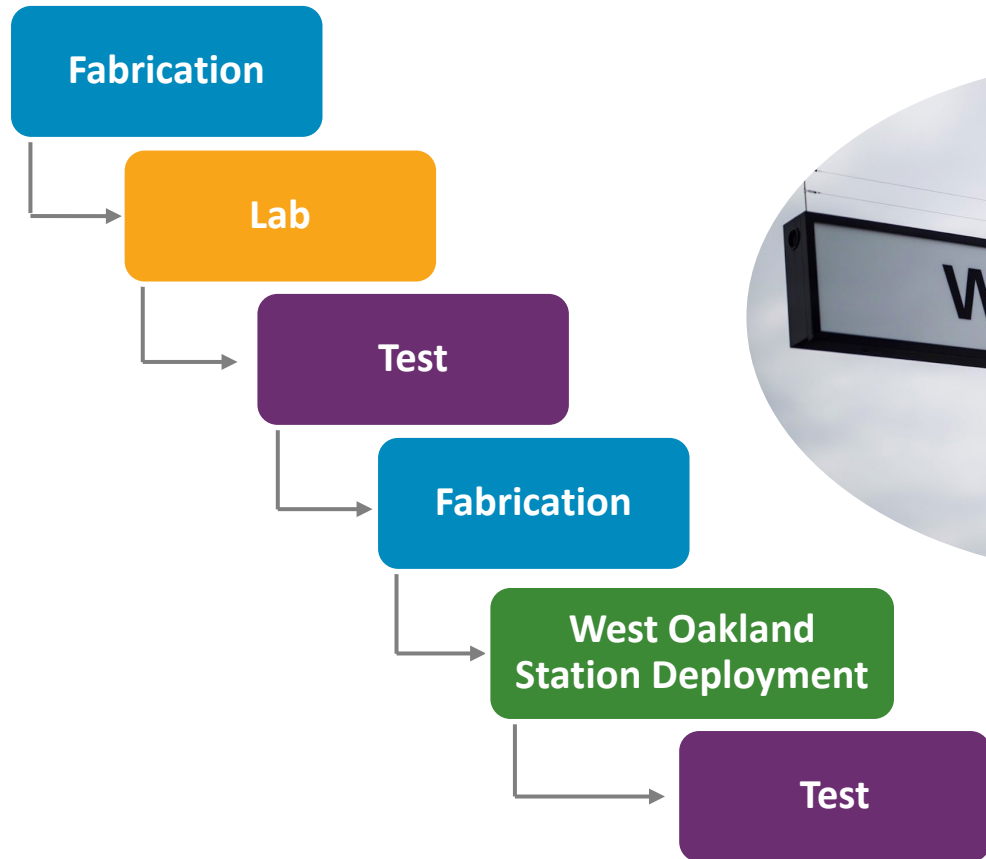 Fabrication
Lab
Test
Fabrication
West Oakland
Station Deployment
Test
W